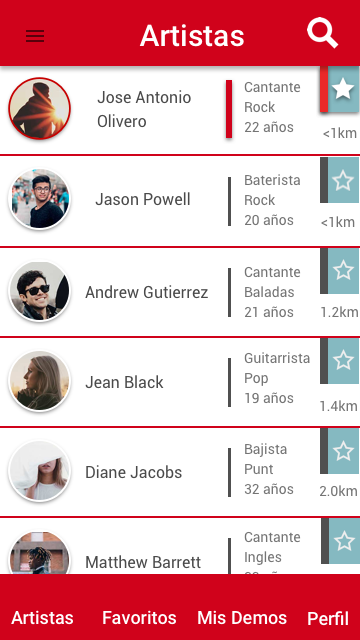 Artistas
Jose Antonio
Olivero
Cantante
Rock
22 años
<1km
Jason Powell
Baterista
Rock
20 años
<1km
Andrew Gutierrez
Cantante
Baladas
21 años
1.2km
Jean Black
Guitarrista
Pop
19 años
1.4km
Diane Jacobs
Bajista
Punt
32 años
2.0km
Matthew Barrett
Cantante
Ingles
Artistas Favoritos Mis Demos Perfil